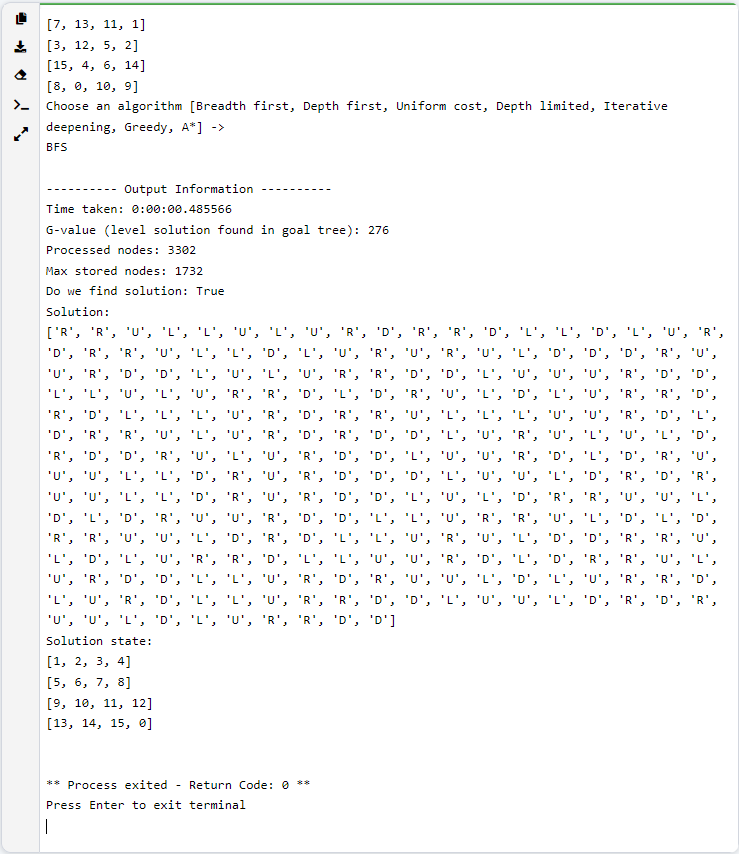 [7, 13, 11, 1]
[3, 12, 5, 2]
[15, 4, 6, 14]
[8, 0, 10, 9]
Choose an algorithm [Breadth first, Depth first, Uniform cost, Depth limited, Iterative
deepening, Greedy, A*] ->
BFS
---------- Output Information ----------
Time taken: 0:00:00.485566
G-value (level solution found in goal tree): 276
Processed nodes: 3302
Max stored nodes: 1732
Do we find solution: True
Solution:
['R', 'R', 'U', 'L', 'L', 'U', 'L', 'U', 'R', 'D', 'R', 'R', 'D', 'L', 'L', 'D', 'L', 'U', 'R',
'D', 'R', 'R', 'U', 'L', 'L', 'D', 'L', 'U', 'R', 'U', 'R', 'U', 'L', 'D', 'D', 'D', 'R', 'U',
'U', 'R', 'D', 'D', 'L', 'U', 'L', 'U', 'R', 'R', 'D', 'D', 'L', 'U', 'U', 'U', 'R', 'D', 'D',
'L', 'L', 'U', 'L', 'U', 'R', 'R', 'D', 'L', 'D', 'R', 'U', 'L', 'D', 'L', 'U', 'R', 'R', 'D',
'R', 'D', 'L', 'L', 'L', 'U', 'R', 'D', 'R', 'R', 'U', 'L', 'L', 'L', 'U', 'U', 'R', 'D', 'L',
'D', 'R', 'R', 'U', 'L', 'U', 'R', 'D', 'R', 'D', 'D', 'L', 'U', 'R', 'U', 'L', 'U', 'L', 'D',
'R', 'D', 'D', 'R', 'U', 'L', 'U', 'R', 'D', 'D', 'L', 'U', 'U', 'R', 'D', 'L', 'D', 'R', 'U',
'U', 'U', 'L', 'L', 'D', 'R', 'U', 'R', 'D', 'D', 'D', 'L', 'U', 'U', 'L', 'D', 'R', 'D', 'R',
'U', 'U', 'L', 'L', 'D', 'R', 'U', 'R', 'D', 'D', 'L', 'U', 'L', 'D', 'R', 'R', 'U', 'U', 'L',
'D', 'L', 'D', 'R', 'U', 'U', 'R', 'D', 'D', 'L', 'L', 'U', 'R', 'R', 'U', 'L', 'D', 'L', 'D',
'R', 'R', 'U', 'U', 'L', 'D', 'R', 'D', 'L', 'L', 'U', 'R', 'U', 'L', 'D', 'D', 'R', 'R', 'U',
'L', 'D', 'L', 'U', 'R', 'R', 'D', 'L', 'L', 'U', 'U', 'R', 'D', 'L', 'D', 'R', 'R', 'U', 'L',
'U', 'R', 'D', 'D', 'L', 'L', 'U', 'R', 'D', 'R', 'U', 'U', 'L', 'D', 'L', 'U', 'R', 'R', 'D',
'L', 'U', 'R', 'D', 'L', 'L', 'U', 'R', 'R', 'D', 'D', 'L', 'U', 'U', 'L', 'D', 'R', 'D', 'R',
'U', 'U', 'L', 'D', 'L', 'U', 'R', 'R', 'D', 'D']
Solution state:
[1, 2, 3, 4]
[5, 6, 7, 8]
[9, 10, 11, 12]
[13, 14, 15, 0]
** Process exited - Return Code: 0 **
Press Enter to exit terminal